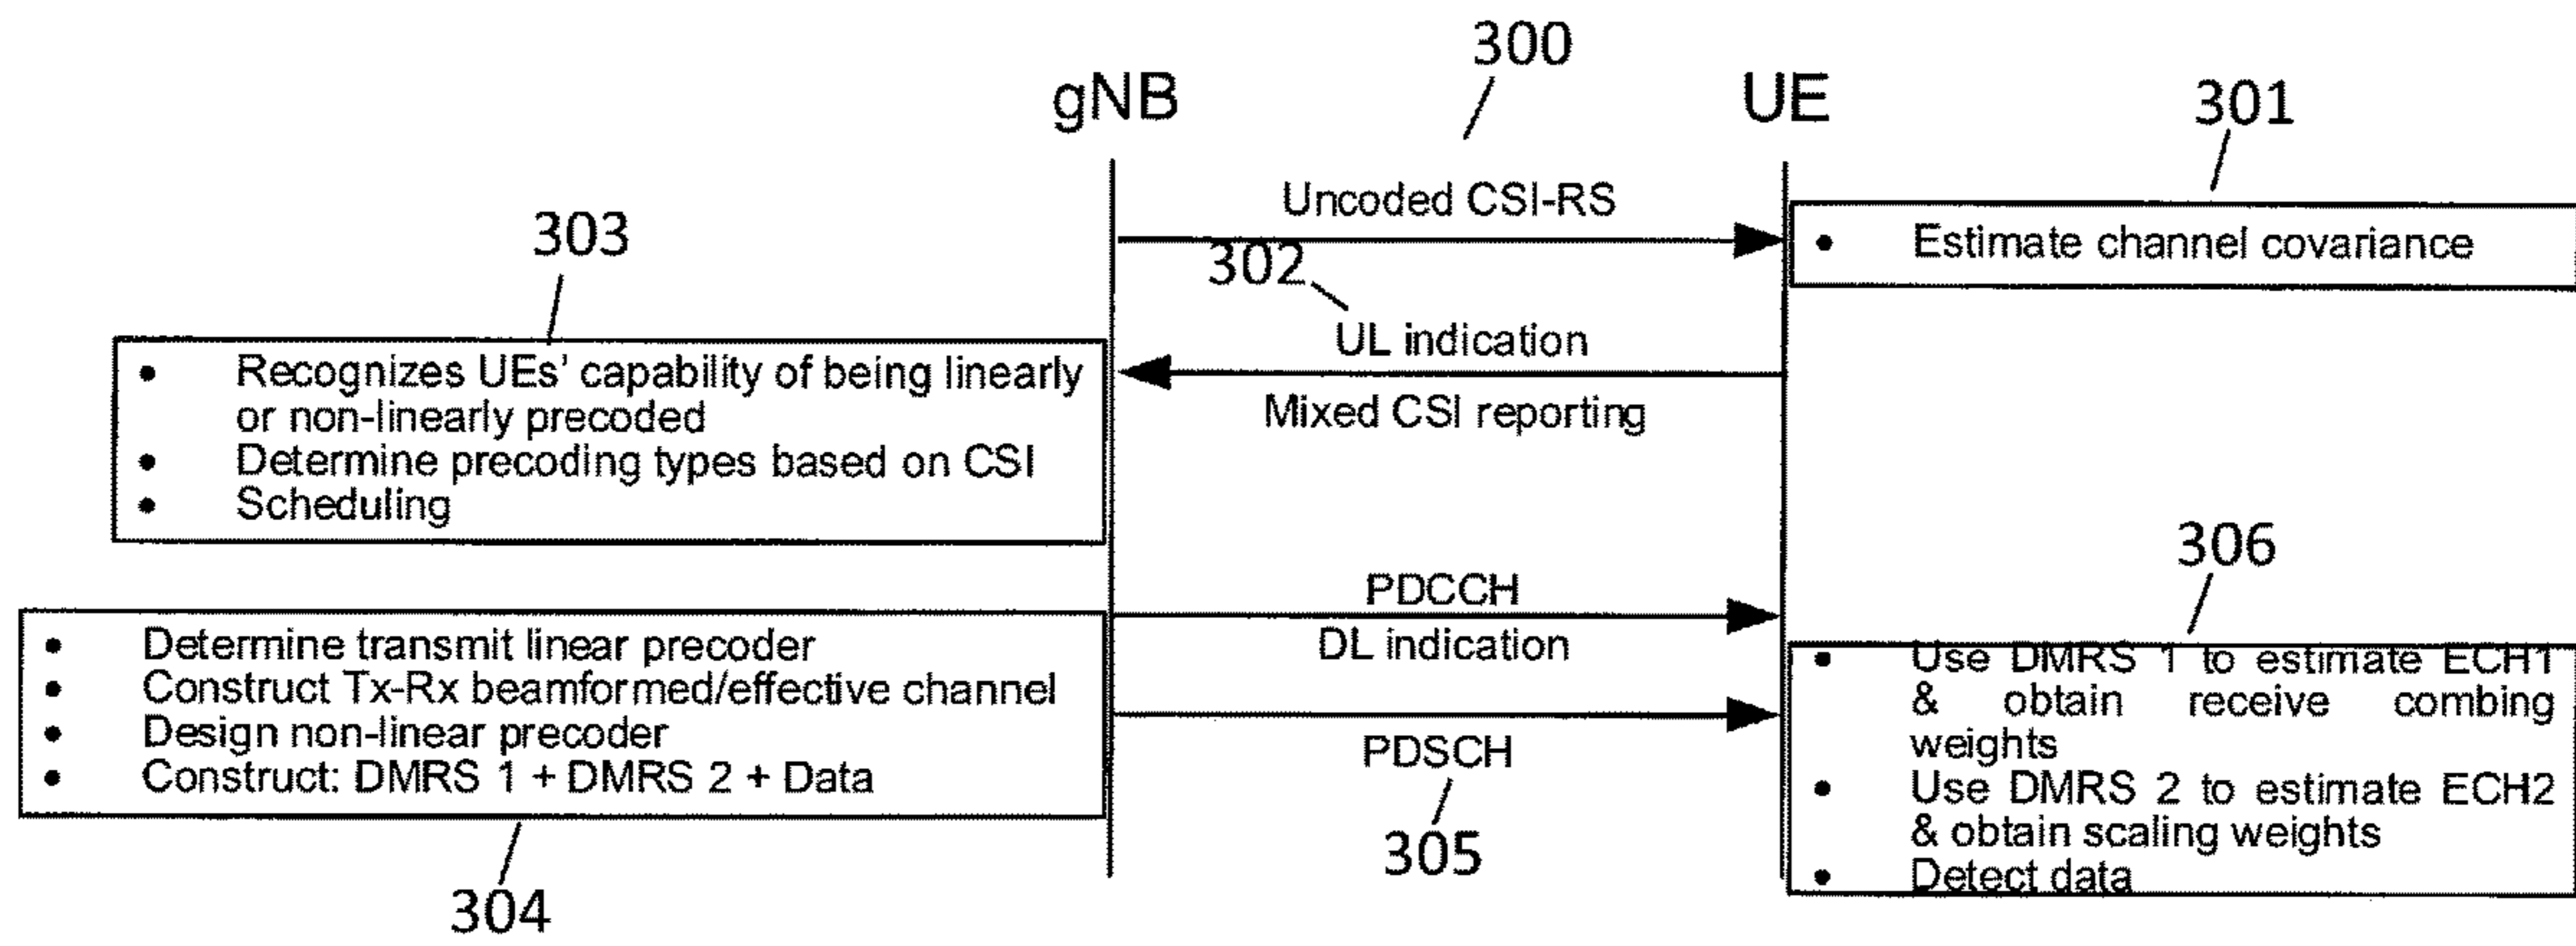 300
gNB
UE
301
Uncoded CSI-RS
• Estimate channel covariance
303
302
UL indication
Mixed CSI reporting
• Recognizes UEs' capability of being linearly
or non-linearly precoded
• Determine precoding types based on CSI
• Scheduling
306
PDCCH
DL indication
• Determine transmit linear precoder
• Construct Tx-Rx beamformed/effective channel
• Design non-linear precoder
• Construct: DMRS 1 + DMRS 2 + Data
PDSCH
305
304
• Use DMRS 1 to estimate ECH1
& obtain receive combing
weights
• Use DMRS 2 to estimate ECH2
& obtain scaling weights
• Detect data